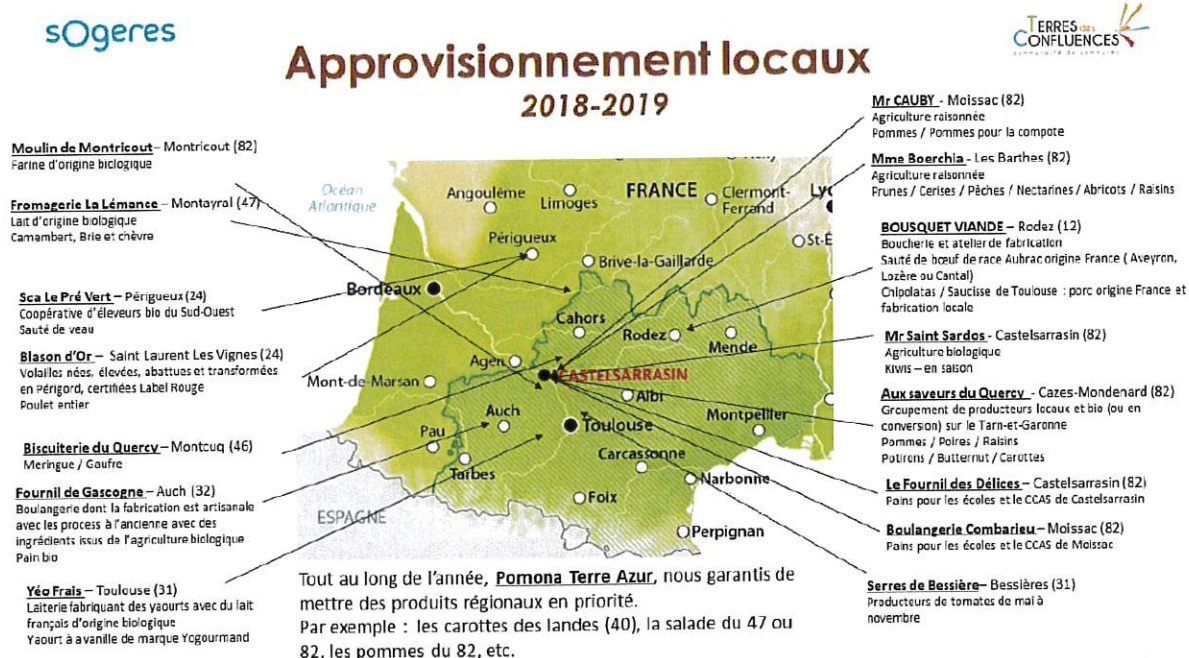 sOgeres
TERRES des
CONFLUENCES
communauté de communes
Approvisionnement locaux
2018-2019
Moulin de Montricout – Montricout (82)
Farine d'origine biologique
Fromagerie La Lémance – Montayral (47)
Lait d'origine biologique
Camembert, Brie et chèvre
Sca Le Pré Vert – Périgueux (24)
Coopérative d'éleveurs bio du Sud-Ouest
Sauté de veau
Blason d'Or – Saint Laurent Les Vignes (24)
Volailles nées, élevées, abattues et transformées
en Périgord, certifiées Label Rouge
Poulet entier
Biscuiterie du Quercy – Montcuq (46)
Meringue / Gaufre
Fournil de Gascogne – Auch (32)
Boulangerie dont la fabrication est artisanale
avec les process à l'ancienne avec des
ingrédients issus de l'agriculture biologique
Pain bio
Yéo Frais – Toulouse (31)
Laiterie fabriquant des yaourts avec du lait
français d'origine biologique
Yaourt à a vanille de marque Yogourmand
Océan
Atlantique
Angoulême
Limoges
FRANCE
Clermont-
Ferrand
Lyo
Périgueux
St-É
Brive-la-Gaillarde
Bordeaux
Cahors
Rodez
Mende
Agen
CASTELSARRASIN
Mont-de-Marsan
Albi
Auch
Montpellier
Toulouse
Pau
Carcassonne
Tarbes
Narbonne
Foix
ESPAGNE
Perpignan
Tout au long de l'année, Pomona Terre Azur, nous garantis de
mettre des produits régionaux en priorité.
Par exemple : les carottes des landes (40), la salade du 47 ou
82, les pommes du 82, etc.
Mr CAUBY - Moissac (82)
Agriculture raisonnée
Pommes / Pommes pour la compote
Mme Boerchia - Les Barthes (82)
Agriculture raisonnée
Prunes / Cerises / Pêches / Nectarines / Abricots / Raisins
BOUSQUET VIANDE – Rodez (12)
Boucherie et atelier de fabrication
Sauté de bœuf de race Aubrac origine France ( Aveyron,
Lozère ou Cantal)
Chipolatas / Saucisse de Toulouse : porc origine France et
fabrication locale
Mr Saint Sardos - Castelsarrasin (82)
Agriculture biologique
Kiwis – en saison
Aux saveurs du Quercy - Cazes-Mondenard (82)
Groupement de producteurs locaux et bio (ou en
conversion) sur le Tarn-et-Garonne
Pommes / Poires / Raisins
Potirons / Butternut / Carottes
Le Fournil des Délices – Castelsarrasin (82)
Pains pour les écoles et le CCAS de Castelsarrasin
Boulangerie Combarieu – Moissac (82)
Pains pour les écoles et le CCAS de Moissac
Serres de Bessière – Bessières (31)
Producteurs de tomates de mai à
novembre